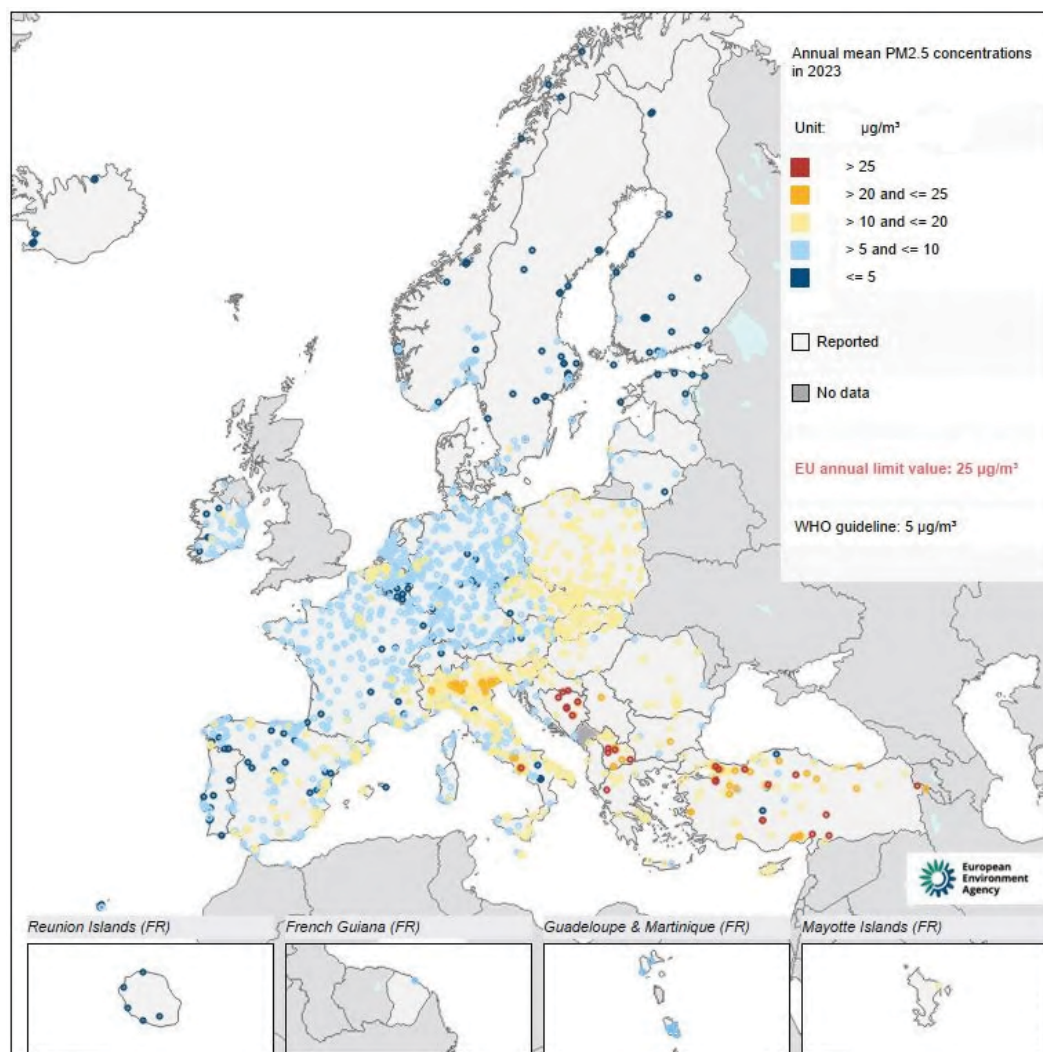 Annual mean PM2.5 concentrations
in 2023
Unit: µg/m³
> 25
> 20 and <= 25
> 10 and <= 20
> 5 and <= 10
<= 5
Reported
No data
EU annual limit value: 25 µg/m³
WHO guideline: 5 µg/m³
European
Environment
Agency
Reunion Islands (FR)
French Guiana (FR)
Guadeloupe & Martinique (FR)
Mayotte Islands (FR)